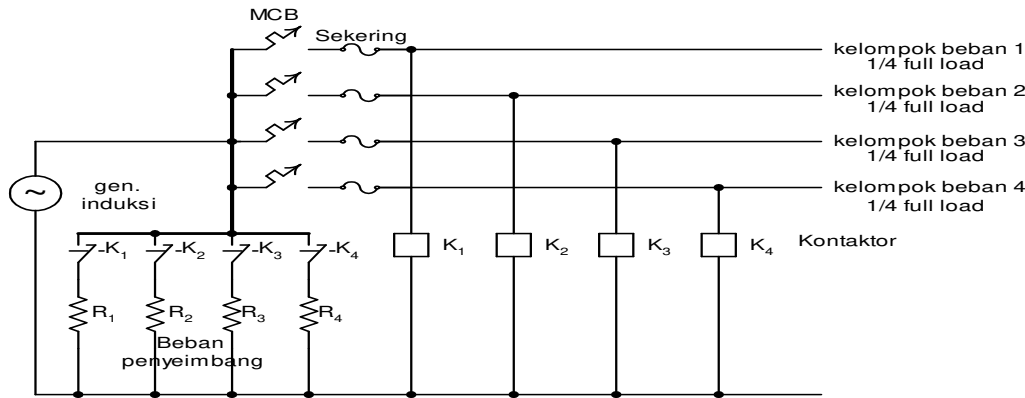 MCB
Sekering
kelompok beban 1
1/4 full load
kelompok beban 2
1/4 full load
kelompok beban 3
1/4 full load
kelompok beban 4
1/4 full load
~
gen.
induksi
-K₁
-K₂
-K₃
-K₄
K₁
K₂
K₃
K₄
Kontaktor
R₁
R₂
R₃
R₄
Beban
penyeimbang